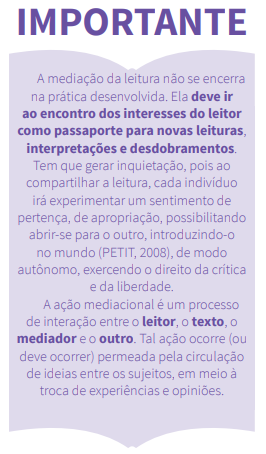 IMPORTANTE
A mediação da leitura não se encerra
na prática desenvolvida. Ela deve ir
ao encontro dos interesses do leitor
como passaporte para novas leituras,
interpretações e desdobramentos.
Tem que gerar inquietação, pois ao
compartilhar a leitura, cada indivíduo
irá experimentar um sentimento de
pertença, de apropriação, possibilitando
abrir-se para o outro, introduzindo-o
no mundo (PETIT, 2008), de modo
autônomo, exercendo o direito da crítica
e da liberdade.
A ação mediacional é um processo
de interação entre o leitor, o texto, o
mediador e o outro. Tal ação ocorre (ou
deve ocorrer) permeada pela circulação
de ideias entre os sujeitos, em meio à
troca de experiências e opiniões.